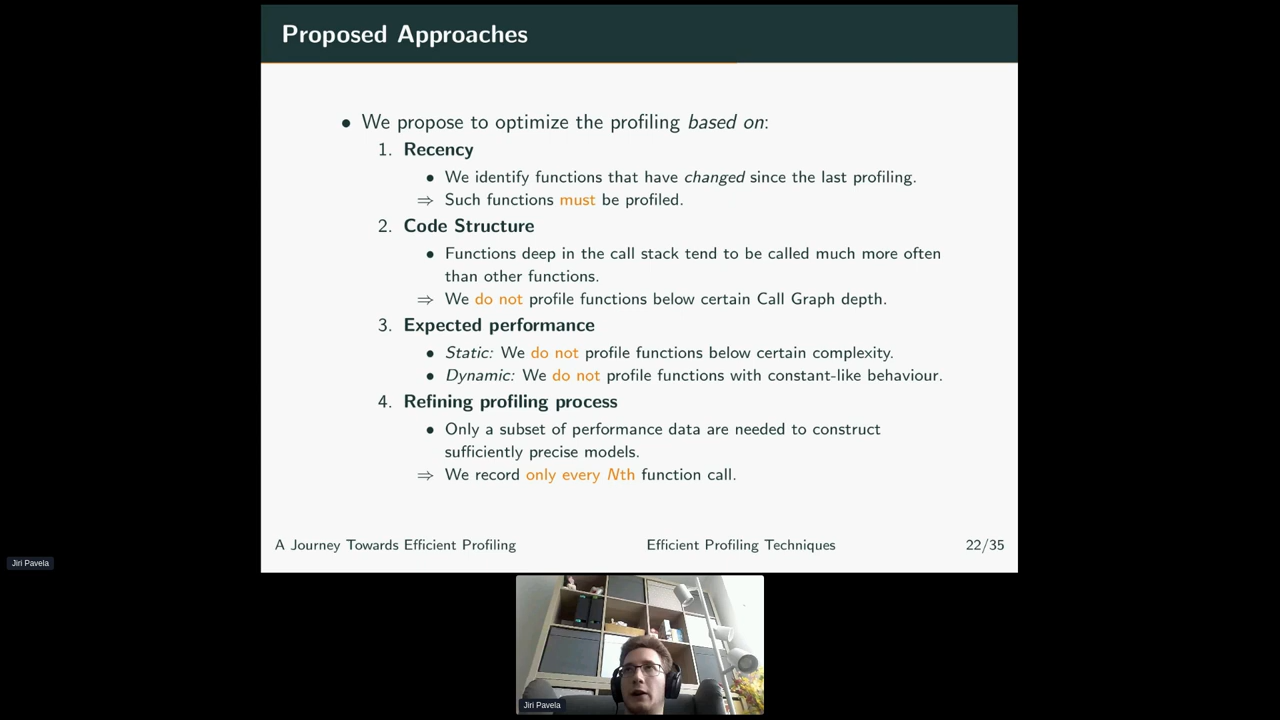 Proposed Approaches
• We propose to optimize the profiling based on:
1. Recency
• We identify functions that have changed since the last profiling.
⇒ Such functions must be profiled.
2. Code Structure
• Functions deep in the call stack tend to be called much more often
than other functions.
⇒ We do not profile functions below certain Call Graph depth.
3. Expected performance
• Static: We do not profile functions below certain complexity.
• Dynamic: We do not profile functions with constant-like behaviour.
4. Refining profiling process
• Only a subset of performance data are needed to construct
sufficiently precise models.
⇒ We record only every Nth function call.
A Journey Towards Efficient Profiling Efficient Profiling Techniques 22/35
Jiri Pavela
Jiri Pavela